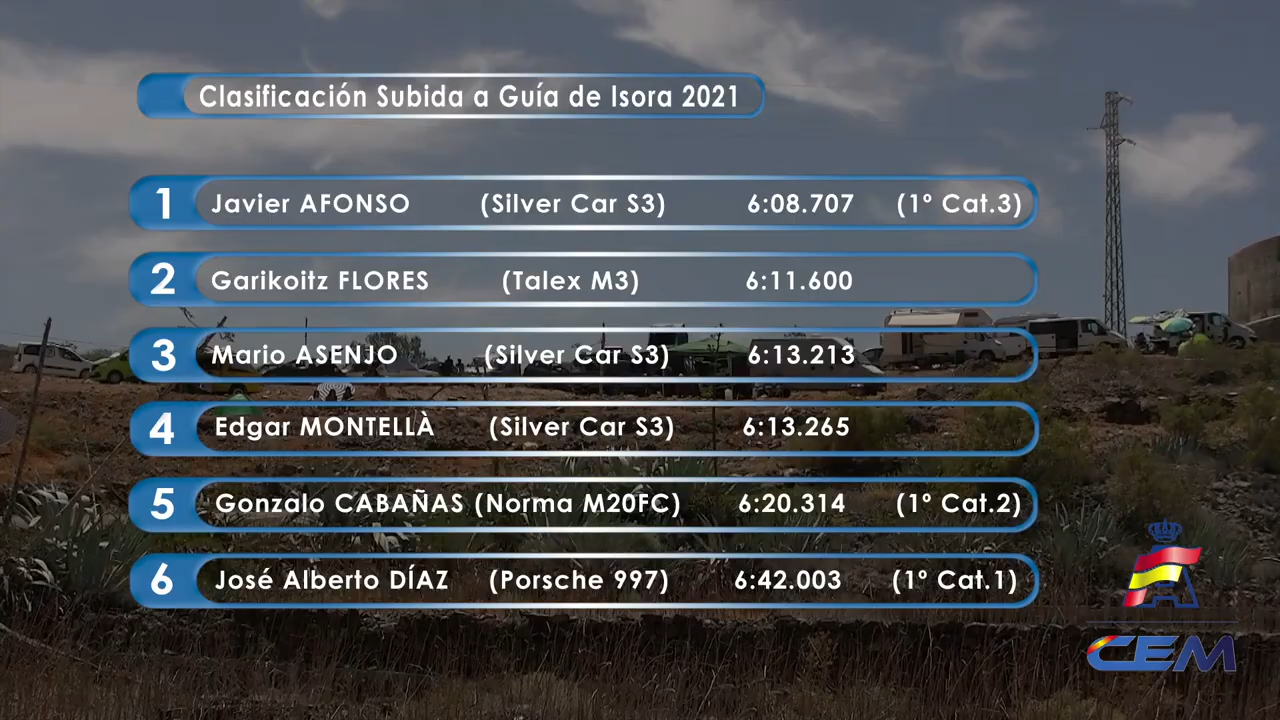 Clasificación Subida a Guía de Isora 2021
1 Javier AFONSO (Silver Car S3) 6:08.707 (1º Cat.3)
2 Garikoitz FLORES (Talex M3) 6:11.600
3 Mario ASENJO (Silver Car S3) 6:13.213
4 Edgar MONTELLÀ (Silver Car S3) 6:13.265
5 Gonzalo CABAÑAS (Norma M20FC) 6:20.314 (1º Cat.2)
6 José Alberto DÍAZ (Porsche 997) 6:42.003 (1º Cat.1)
CEM